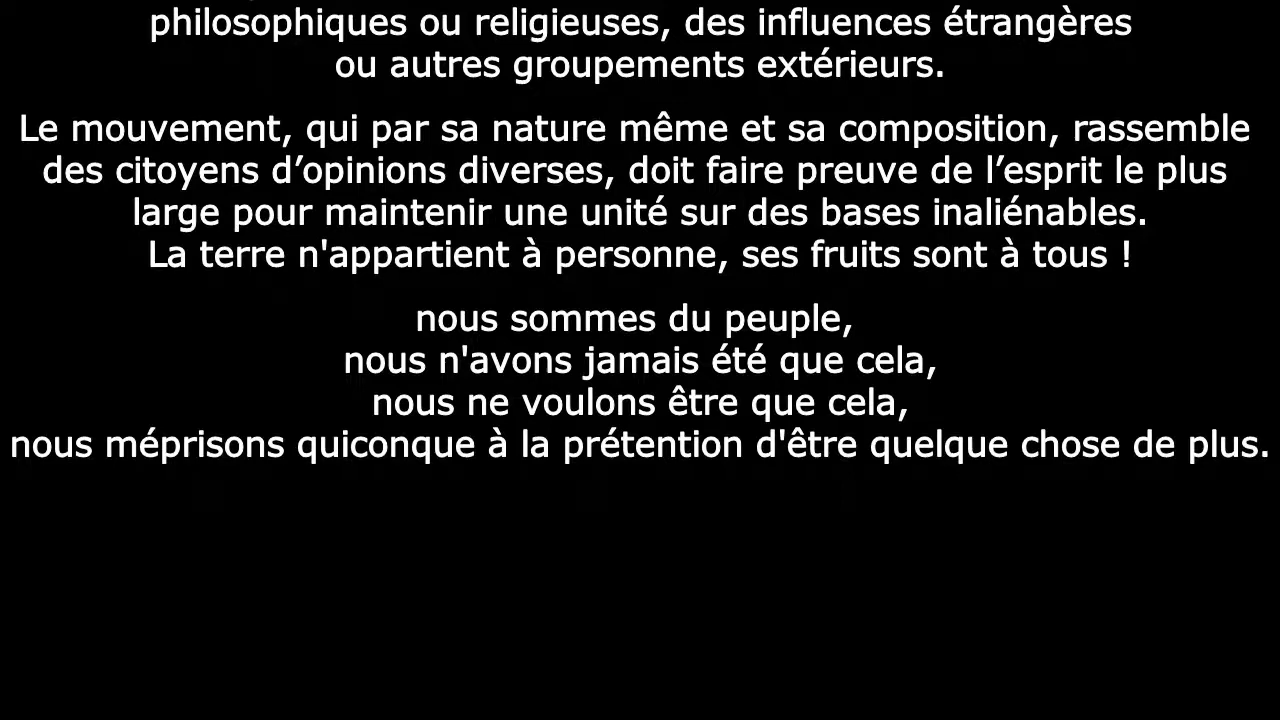 philosophiques ou religieuses, des influences étrangères
ou autres groupements extérieurs.
Le mouvement, qui par sa nature même et sa composition, rassemble
des citoyens d’opinions diverses, doit faire preuve de l’esprit le plus
large pour maintenir une unité sur des bases inaliénables.
La terre n'appartient à personne, ses fruits sont à tous !
nous sommes du peuple,
nous n'avons jamais été que cela,
nous ne voulons être que cela,
nous méprisons quiconque à la prétention d'être quelque chose de plus.